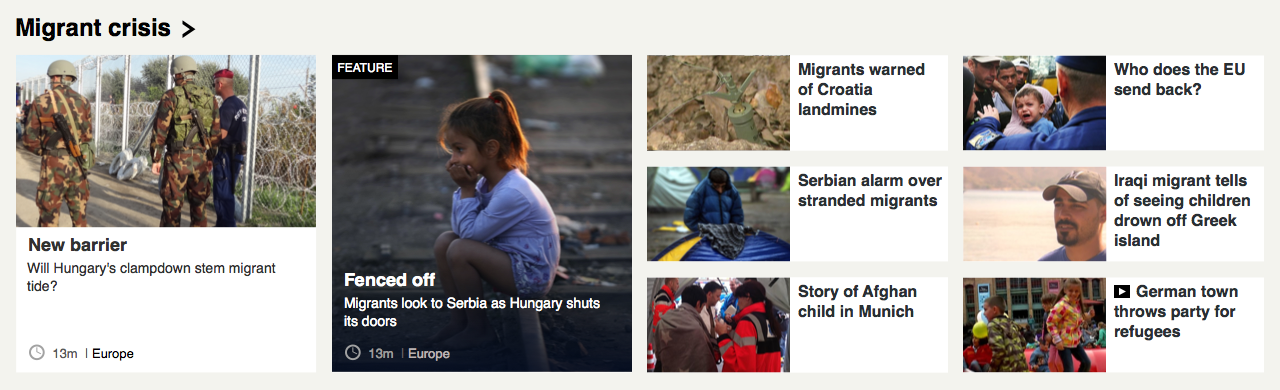 Migrant crisis
New barrier
Will Hungary's clampdown stem migrant
tide?
13m | Europe
FEATURE
Fenced off
Migrants look to Serbia as Hungary shuts
its doors
13m | Europe
Migrants warned
of Croatia
landmines
Serbian alarm over
stranded migrants
Story of Afghan
child in Munich
Who does the EU
send back?
Iraqi migrant tells
of seeing children
drown off Greek
island
German town
throws party for
refugees